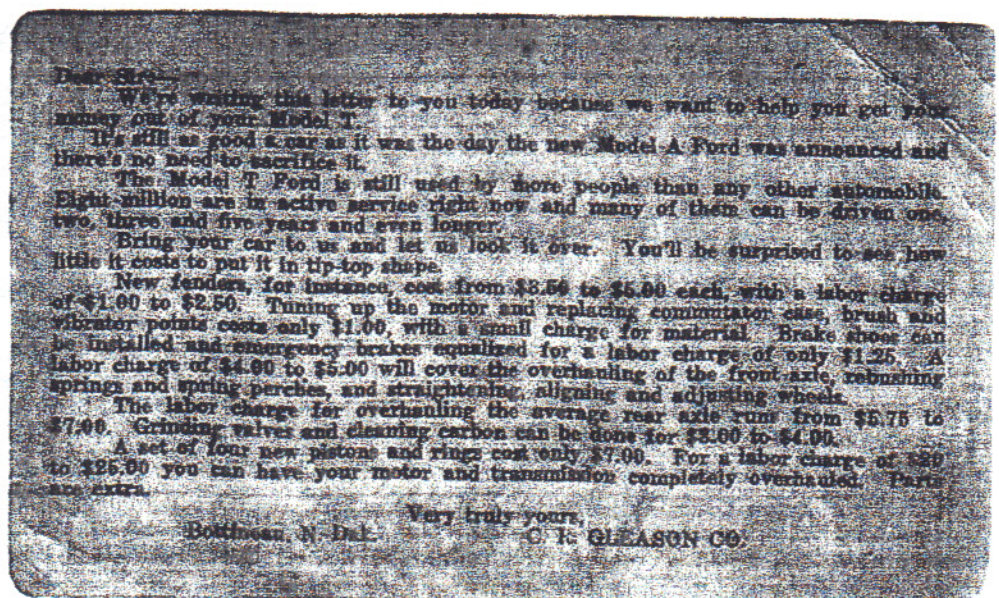 Dear Sir:—
We're writing this letter to you today because we want to help you get your
money out of your Model T.
It's still as good a car as it was the day the new Model A Ford was announced and
there's no need to sacrifice it.
The Model T Ford is still used by more people than any other automobile.
Eight million are in active service right now and many of them can be driven one,
two, three and five years and even longer.
Bring your car to us and let us look it over. You'll be surprised to see how
little it costs to put it in tip-top shape.
New fenders, for instance, cost from $3.50 to $5.00 each, with a labor charge
of $1.00 to $2.50. Tuning up the motor and replacing commutator case, brush and
vibrator points costs only $1.00, with a small charge for material. Brake shoes can
be installed and emergency brakes equalized for a labor charge of only $1.25. A
labor charge of $4.00 to $5.00 will cover the overhauling of the front axle, rebushing
springs and spring perches, and straightening, aligning and adjusting wheels.
The labor charge for overhauling the average rear axle runs from $5.75 to
$7.00. Grinding valves and cleaning carbon can be done for $3.00 to $4.00.
A set of four new pistons and rings cost only $7.00. For a labor charge of $20
to $25.00 you can have your motor and transmission completely overhauled. Parts
are extra.
Very truly yours,
Bottineau, N. Dak. C. R. GLEASON CO.